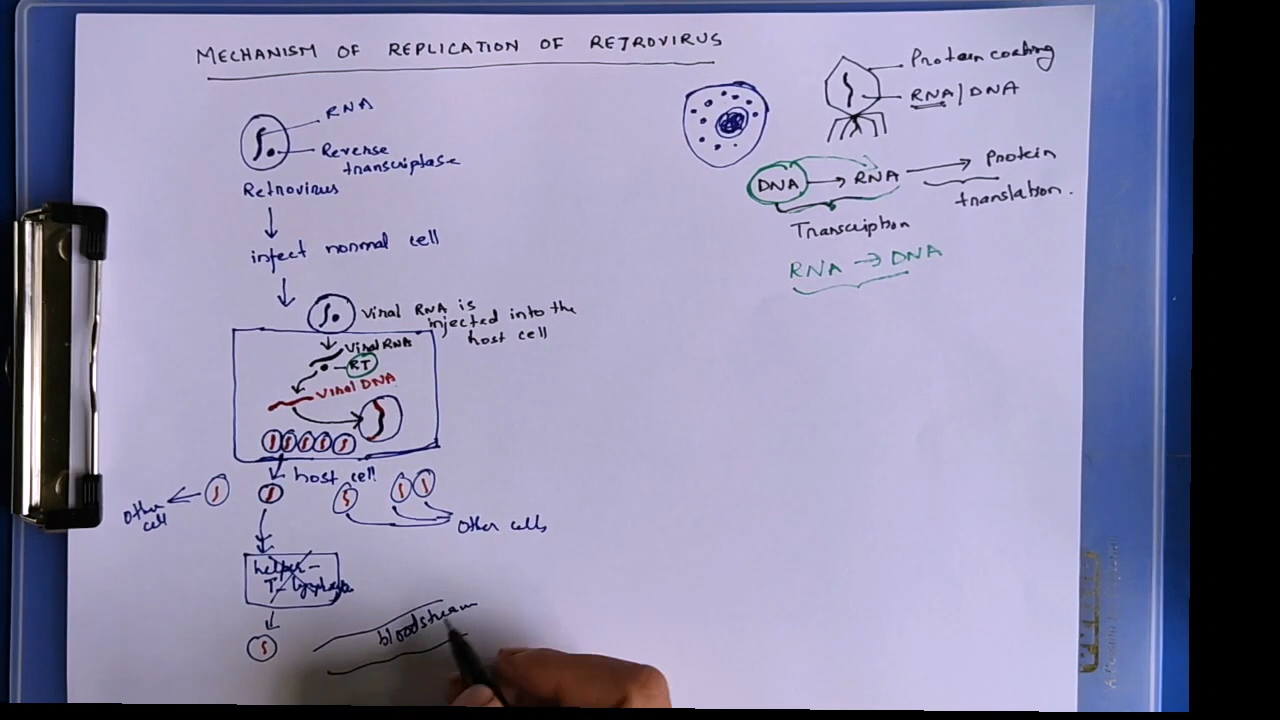 MECHANISM OF REPLICATION OF RETROVIRUS
RNA
Reverse
transcriptase
Retrovirus
infect normal cell
Viral RNA is
injected into the
host cell
Viral RNA
RT
Viral DNA
host cell
Other
cell
Other cells
helper-
T-
bloodstream
Protein coating
RNA/DNA
DNA → RNA → Protein
Transcription
translation.
RNA → DNA